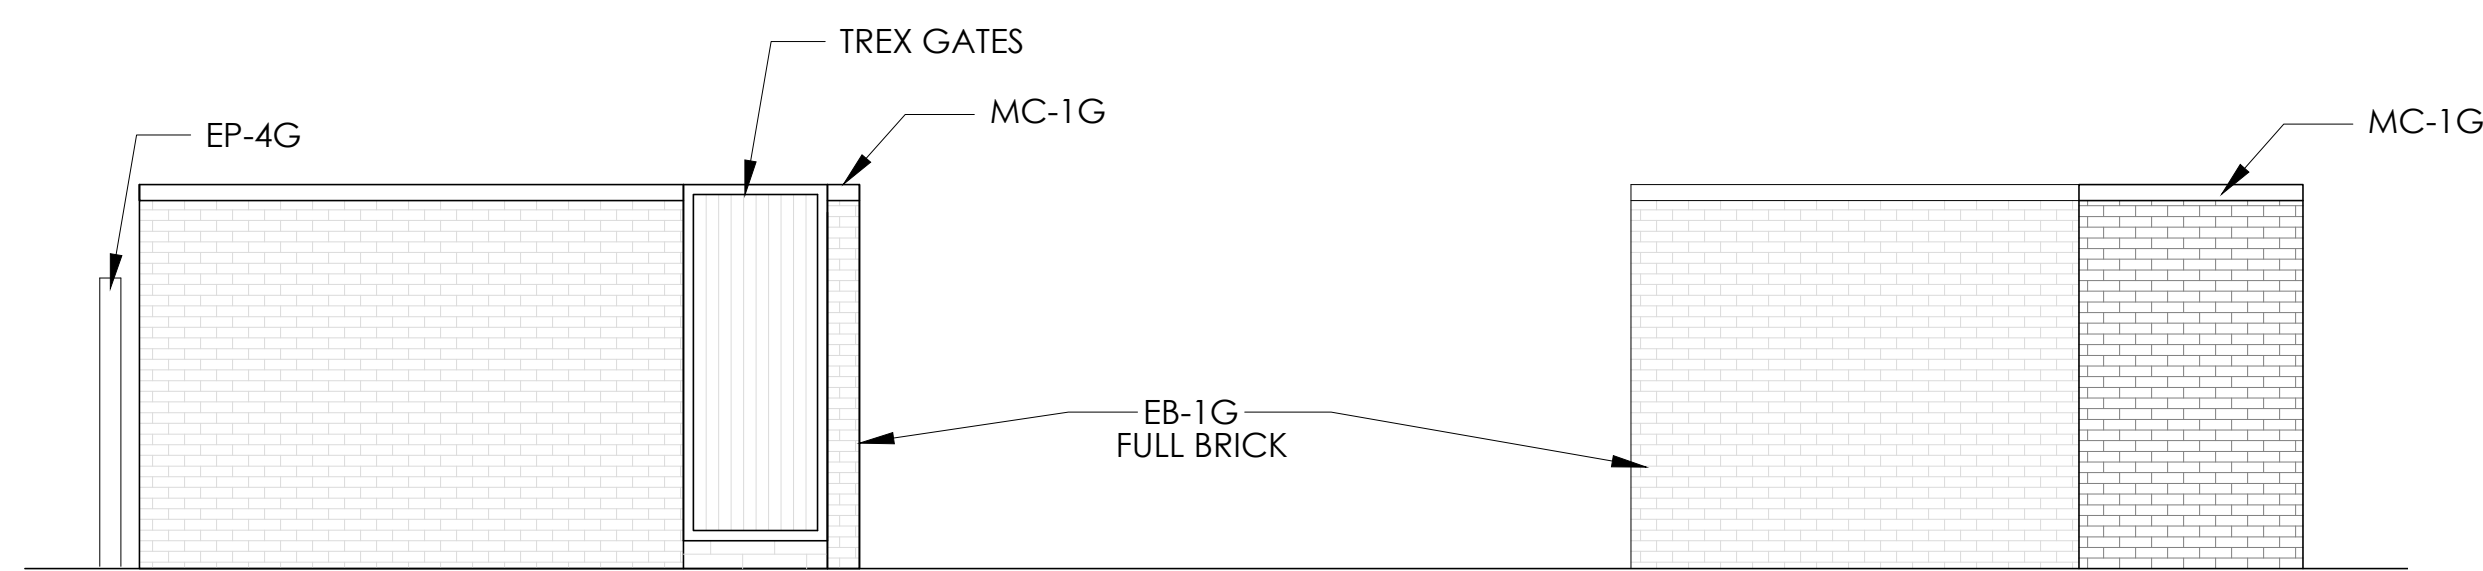 TREX GATES
MC-1G
MC-1G
EP-4G
EB-1G
FULL BRICK